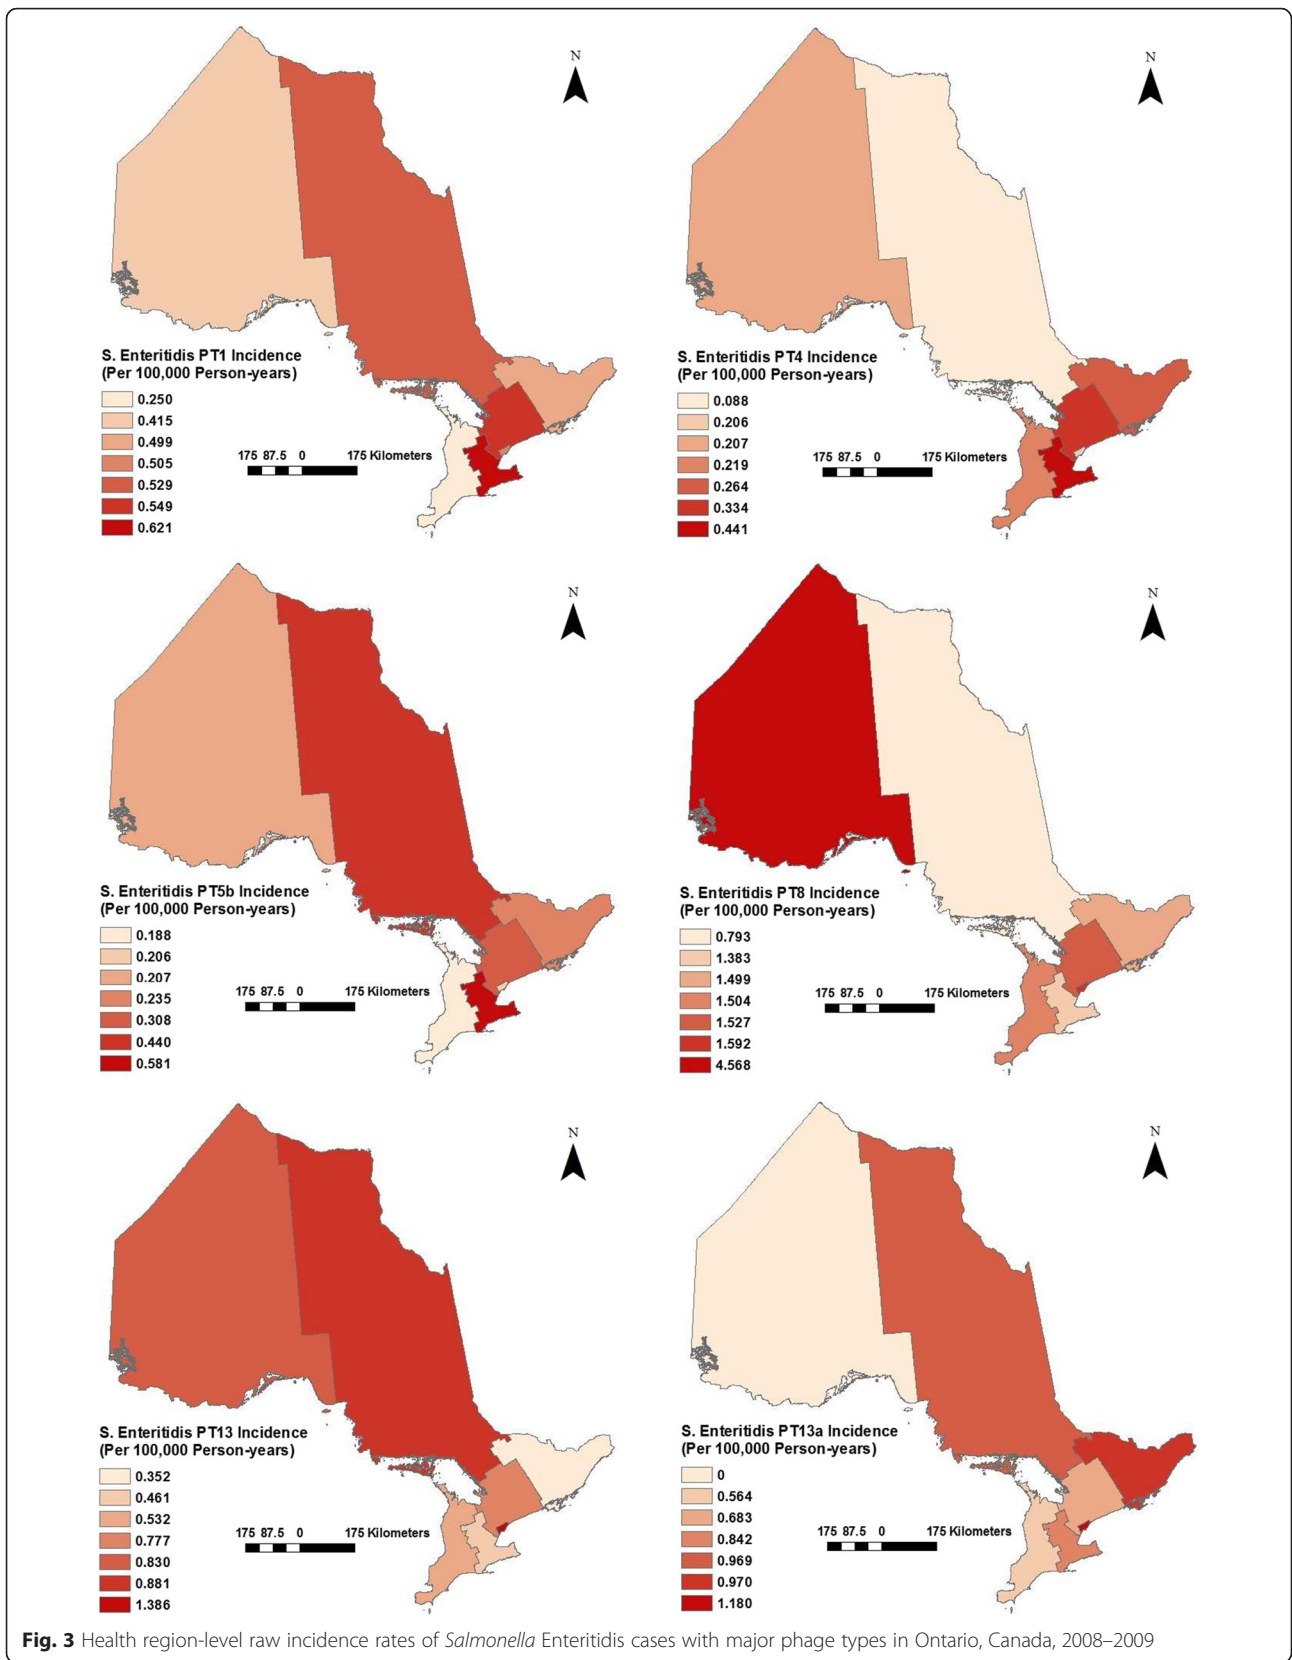 N
S. Enteritidis PT1 Incidence
(Per 100,000 Person-years)
0.250
0.415
0.499
0.505
0.529
0.549
0.621
175 87.5 0 175 Kilometers
N
S. Enteritidis PT4 Incidence
(Per 100,000 Person-years)
0.088
0.206
0.207
0.219
0.264
0.334
0.441
175 87.5 0 175 Kilometers
N
S. Enteritidis PT5b Incidence
(Per 100,000 Person-years)
0.188
0.206
0.207
0.235
0.308
0.440
0.581
175 87.5 0 175 Kilometers
N
S. Enteritidis PT8 Incidence
(Per 100,000 Person-years)
0.793
1.383
1.499
1.504
1.527
1.592
4.568
175 87.5 0 175 Kilometers
N
S. Enteritidis PT13 Incidence
(Per 100,000 Person-years)
0.352
0.461
0.532
0.777
0.830
0.881
1.386
175 87.5 0 175 Kilometers
N
S. Enteritidis PT13a Incidence
(Per 100,000 Person-years)
0
0.564
0.683
0.842
0.969
0.970
1.180
175 87.5 0 175 Kilometers
Fig. 3 Health region-level raw incidence rates of Salmonella Enteritidis cases with major phage types in Ontario, Canada, 2008–2009